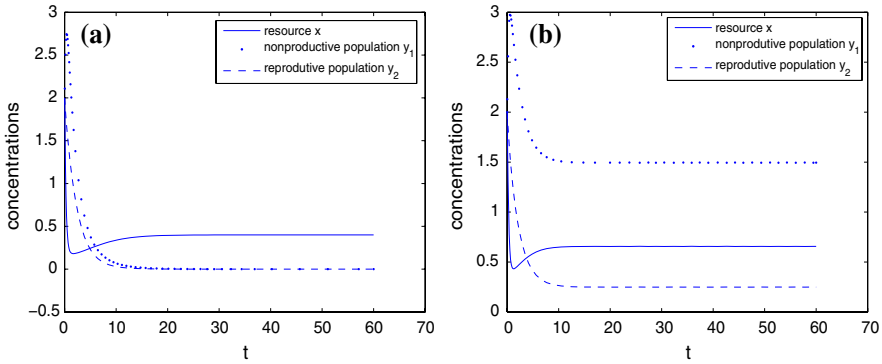 (a)
resource x
nonprodutive population y1
reprodutive population y2
concentrations
3
2.5
2
1.5
1
0.5
0
−0.5
0 10 20 30 40 50 60 70
t
(b)
resource x
nonprodutive population y1
reprodutive population y2
concentrations
3
2.5
2
1.5
1
0.5
0
0 10 20 30 40 50 60 70
t